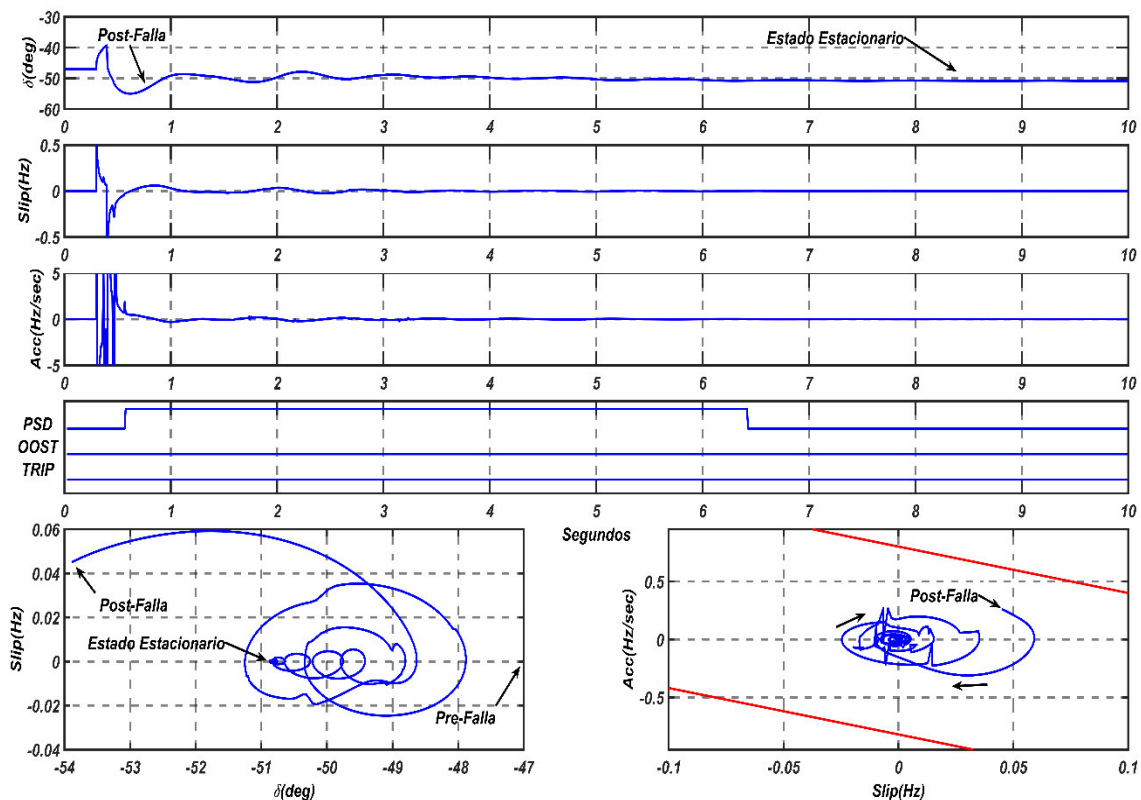 -30
Post-Falla
Estado Estacionario
-40
-50
-60
δ(deg)
0 1 2 3 4 5 6 7 8 9 10
0.5
0
-0.5
Slip(Hz)
0 1 2 3 4 5 6 7 8 9 10
5
0
-5
Acc(Hz/sec)
0 1 2 3 4 5 6 7 8 9 10
PSD
OOST
TRIP
0 1 2 3 4 5 6 7 8 9 10
Segundos
0.06
0.04
0.02
0
-0.02
-0.04
Slip(Hz)
Post-Falla
Estado Estacionario
Pre-Falla
-54 -53 -52 -51 -50 -49 -48 -47
δ(deg)
0.5
0
-0.5
Acc(Hz/sec)
Post-Falla
-0.1 -0.05 0 0.05 0.1
Slip(Hz)